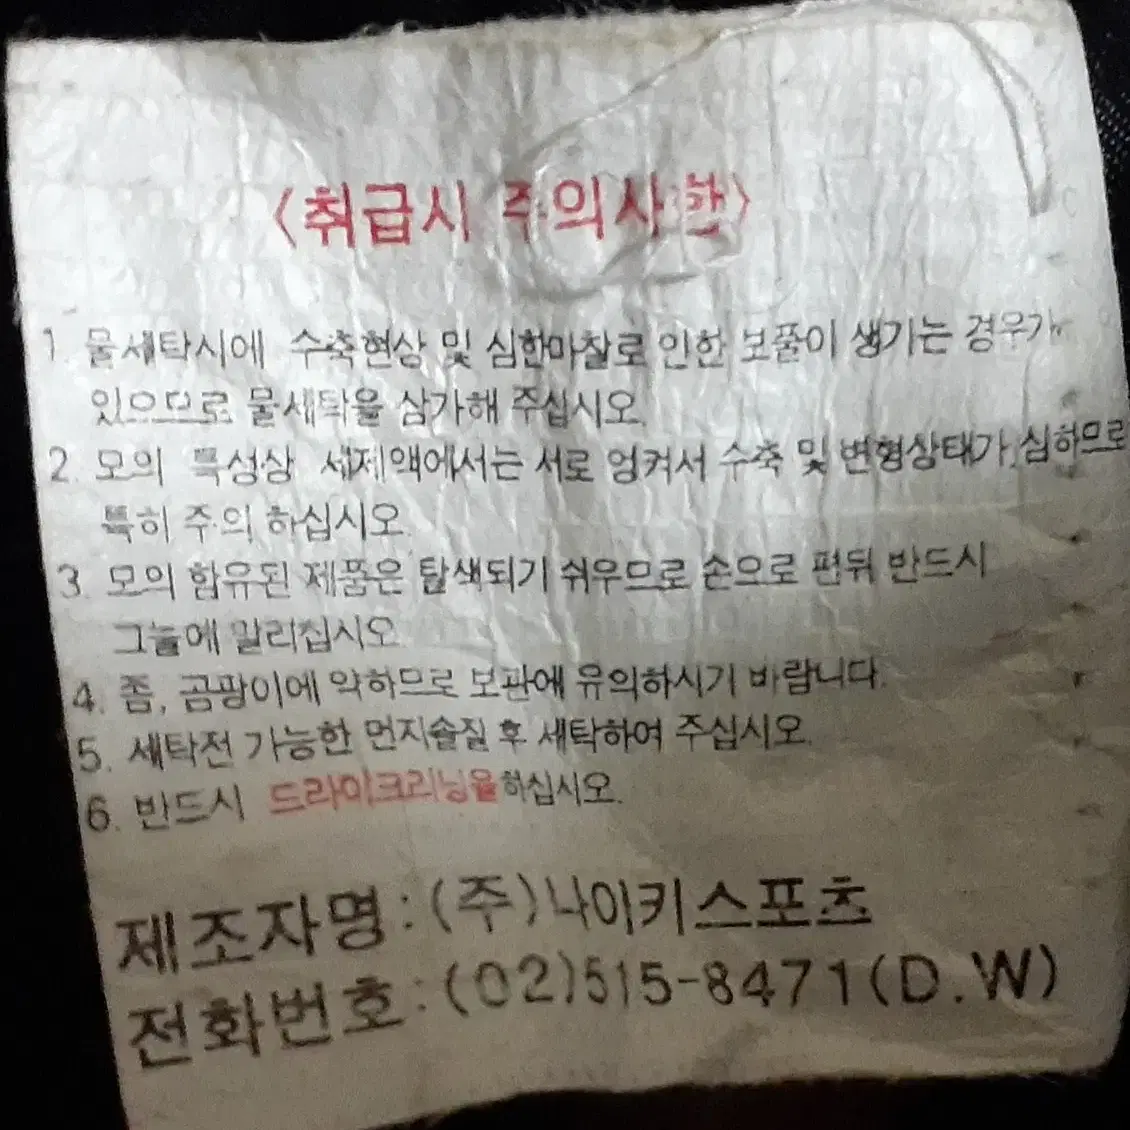 <취급시 주의사항>
1. 물세탁시에 수축현상 및 심한마찰로 인한 보풀이 생기는 경우가
있으므로 물세탁을 삼가해 주십시오.
2. 모의 특성상 세제액에서는 서로 엉켜서 수축 및 변형상태가 심하므로
특히 주의 하십시오.
3. 모의 함유된 제품은 탈색되기 쉬우므로 손으로 편뒤 반드시
그늘에 말리십시오.
4. 좀, 곰팡이에 약하므로 보관에 유의하시기 바랍니다.
5. 세탁전 가능한 먼지솔질 후 세탁하여 주십시오.
6. 반드시 드라이크리닝을하십시오.
제조자명:(주)나이키스포츠
전화번호:(02)515-8471(D.W)